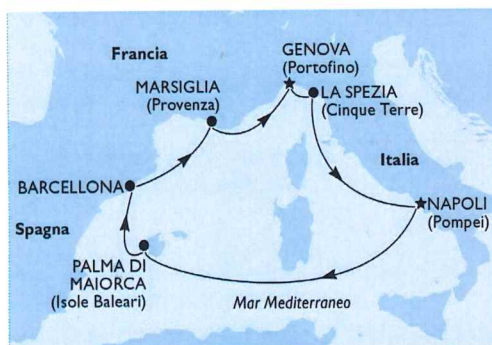 Francia
GENOVA
(Portofino)
MARSIGLIA
(Provenza)
LA SPEZIA
(Cinque Terre)
Italia
BARCELLONA
NAPOLI
(Pompei)
Spagna
PALMA DI
MAIORCA
(Isole Baleari)
Mar Mediterraneo